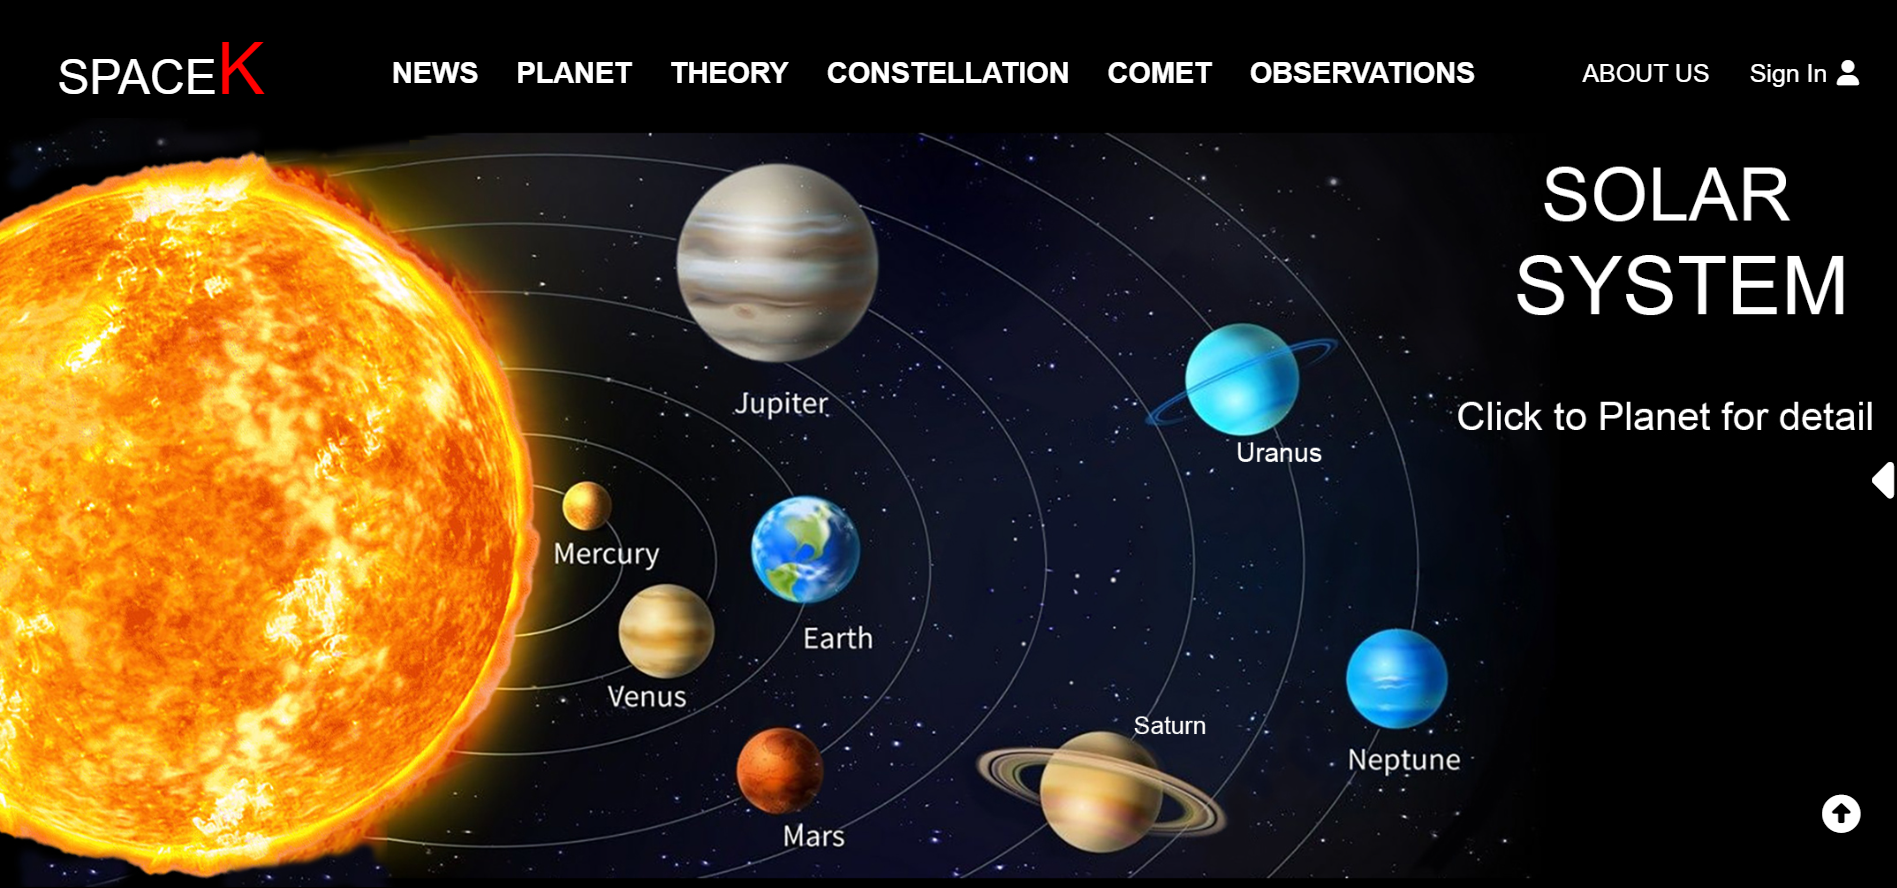 SPACEK
NEWS PLANET THEORY CONSTELLATION COMET OBSERVATIONS
ABOUT US Sign In
SOLAR
SYSTEM
Click to Planet for detail
Jupiter
Uranus
Mercury
Earth
Venus
Saturn
Neptune
Mars